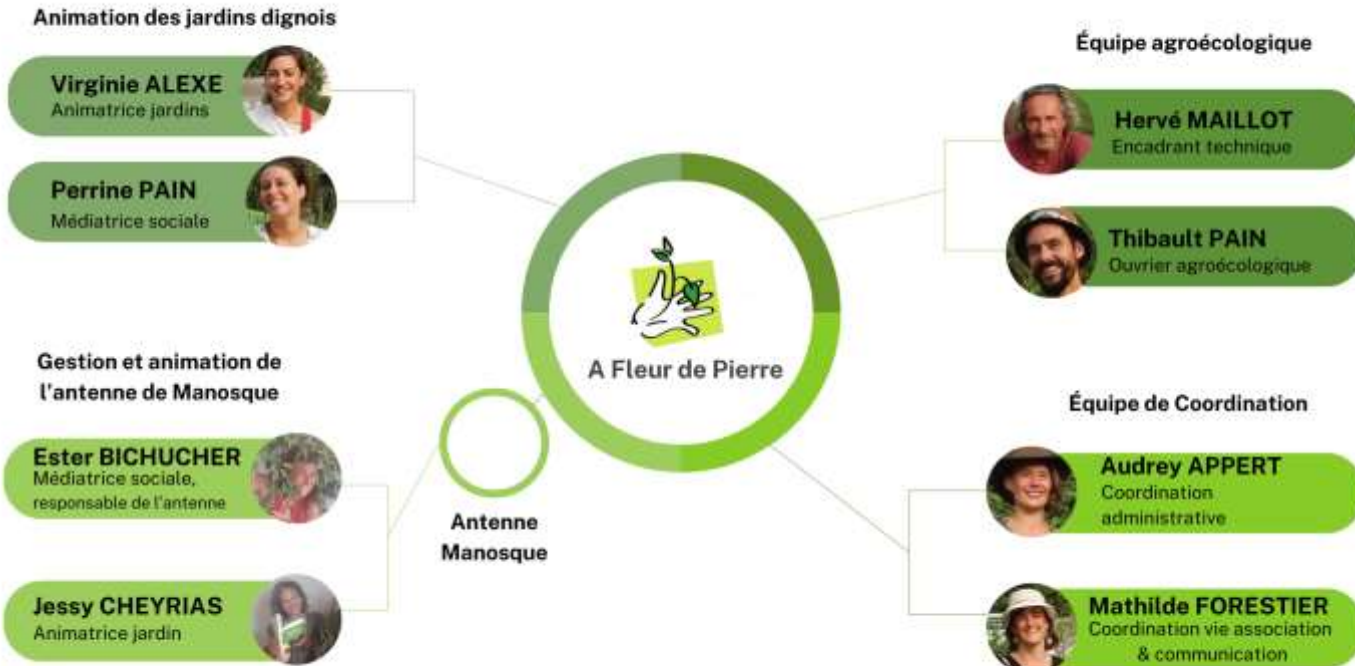 Animation des jardins dignois
Virginie ALEXE
Animatrice jardins
Perrine PAIN
Médiatrice sociale
Équipe agroécologique
Hervé MAILLOT
Encadrant technique
Thibault PAIN
Ouvrier agroécologique
A Fleur de Pierre
Gestion et animation de
l'antenne de Manosque
Ester BICHUCHER
Médiatrice sociale,
responsable de l'antenne
Jessy CHEYRIAS
Animatrice jardin
Antenne
Manosque
Équipe de Coordination
Audrey APPERT
Coordination
administrative
Mathilde FORESTIER
Coordination vie association
& communication